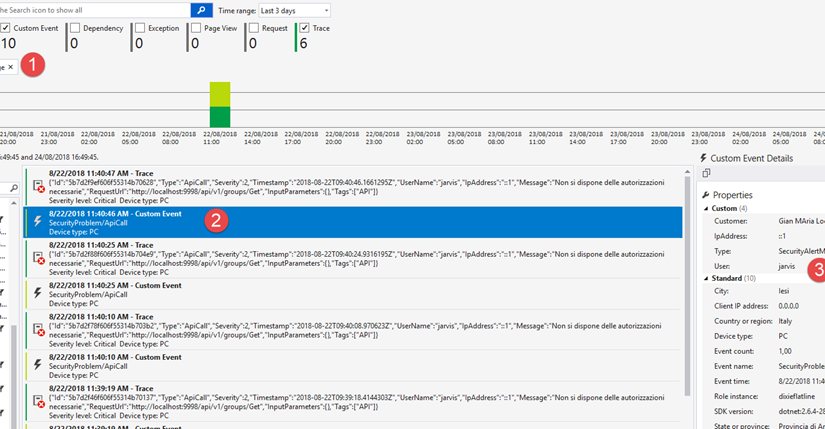 he Search icon to show all
Time range: Last 3 days
Custom Event Dependency Exception Page View Request Trace
10 0 0 0 0 6
ge × 1
21/08/2018 21/08/2018 22/08/2018 22/08/2018 22/08/2018 22/08/2018 22/08/2018 22/08/2018 22/08/2018 22/08/2018 23/08/2018 23/08/2018 23/08/2018 23/08/2018 23/08/2018 23/08/2018 23/08/2018 23/08/2018 24/08/2018 24/08/2018 24/0
20:00 23:00 02:00 05:00 08:00 11:00 14:00 17:00 20:00 23:00 02:00 05:00 08:00 11:00 14:00 17:00 20:00 23:00 02:00 05:00 08:
:49:45 and 24/08/2018 16:49:45.
Custom Event Details
8/22/2018 11:40:47 AM - Trace
{"Id":"5b7d2f9e606f55314b70628","Type":"ApiCall","Severity":2,"Timestamp":"2018-08-22T09:40:46.1661295Z","UserName":"jarvis","IpAddress":"::1","Message":"Non si dispone delle autorizzazioni
necessarie","RequestUrl":"http://localhost:9998/api/v1/groups/Get","InputParameters":{},"Tags":["API"]}
Severity level: Critical Device type: PC
8/22/2018 11:40:46 AM - Custom Event
SecurityProblem/ApiCall
Device type: PC
2
8/22/2018 11:40:25 AM - Trace
{"Id":"5b7d2f88f606f55314b704e9","Type":"ApiCall","Severity":2,"Timestamp":"2018-08-22T09:40:24.9316195Z","UserName":"jarvis","IpAddress":"::1","Message":"Non si dispone delle autorizzazioni
necessarie","RequestUrl":"http://localhost:9998/api/v1/groups/Get","InputParameters":{},"Tags":["API"]}
Severity level: Critical Device type: PC
8/22/2018 11:40:25 AM - Custom Event
SecurityProblem/ApiCall
Device type: PC
8/22/2018 11:40:10 AM - Trace
{"Id":"5b7d2f78f606f55314b703b2","Type":"ApiCall","Severity":2,"Timestamp":"2018-08-22T09:40:08.970623Z","UserName":"jarvis","IpAddress":"::1","Message":"Non si dispone delle autorizzazioni
necessarie","RequestUrl":"http://localhost:9998/api/v1/groups/Get","InputParameters":{},"Tags":["API"]}
Severity level: Critical Device type: PC
8/22/2018 11:40:10 AM - Custom Event
SecurityProblem/ApiCall
Device type: PC
8/22/2018 11:39:19 AM - Trace
{"Id":"5b7d2f46f606f55314b70137","Type":"ApiCall","Severity":2,"Timestamp":"2018-08-22T09:39:18.4144303Z","UserName":"jarvis","IpAddress":"::1","Message":"Non si dispone delle autorizzazioni
necessarie","RequestUrl":"http://localhost:9998/api/v1/groups/Get","InputParameters":{},"Tags":["API"]}
Severity level: Critical Device type: PC
8/22/2018 11:39:19 AM - Custom Event
Properties
Custom (4)
Customer: Gian MAria Lo
IpAddress: ::1
Type: SecurityAlertM
User: jarvis
3
Standard (10)
City: Iesi
Client IP address: 0.0.0.0
Country or region: Italy
Device type: PC
Event count: 1,00
Event name: SecurityProble
Event time: 8/22/2018 11:4
Role instance: dixieflatline
SDK version: dotnet:2.6.4-28
State or province: Provincia di A